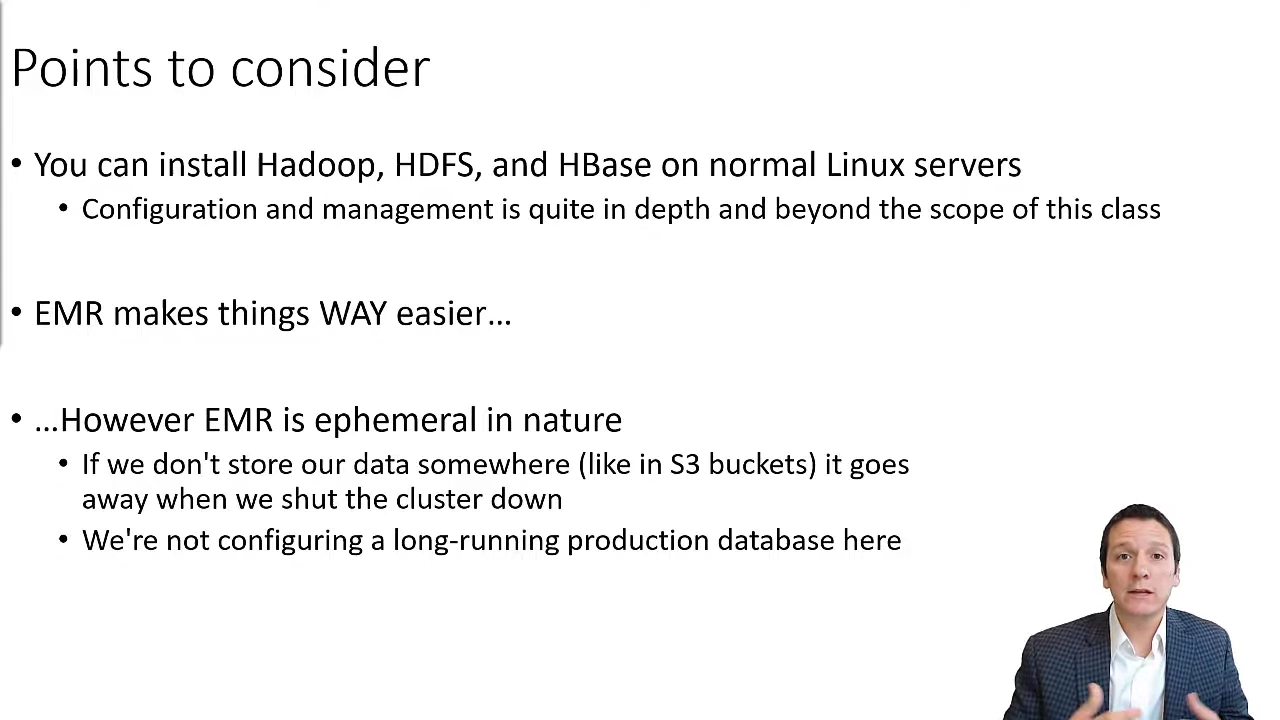 Points to consider
• You can install Hadoop, HDFS, and HBase on normal Linux servers
• Configuration and management is quite in depth and beyond the scope of this class
• EMR makes things WAY easier…
• …However EMR is ephemeral in nature
• If we don't store our data somewhere (like in S3 buckets) it goes
away when we shut the cluster down
• We're not configuring a long-running production database here